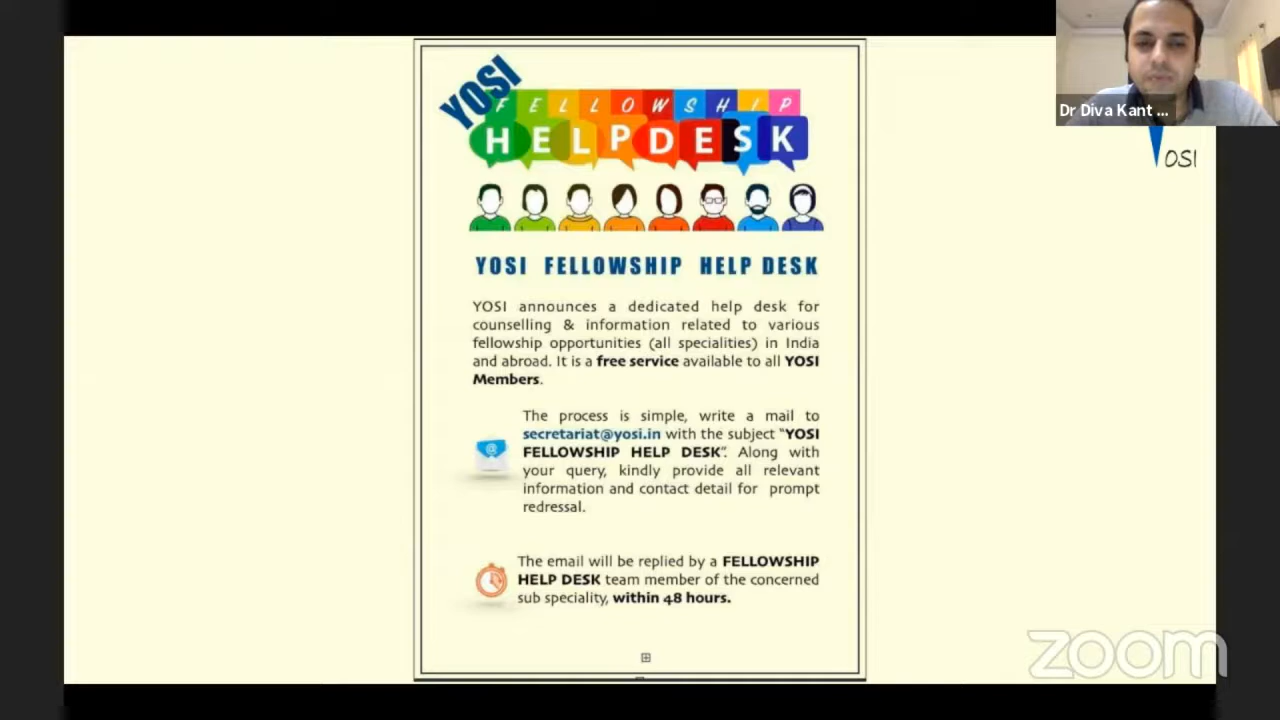 YOSI
FELLOWSHIP
HELPDESK
Dr Diva Kant ...
OSI
YOSI FELLOWSHIP HELP DESK
YOSI announces a dedicated help desk for
counselling & information related to various
fellowship opportunities (all specialities) in India
and abroad. It is a free service available to all YOSI
Members.
The process is simple, write a mail to
secretariat@yosi.in with the subject "YOSI
FELLOWSHIP HELP DESK". Along with
your query, kindly provide all relevant
information and contact detail for prompt
redressal.
The email will be replied by a FELLOWSHIP
HELP DESK team member of the concerned
sub speciality, within 48 hours.
zoom